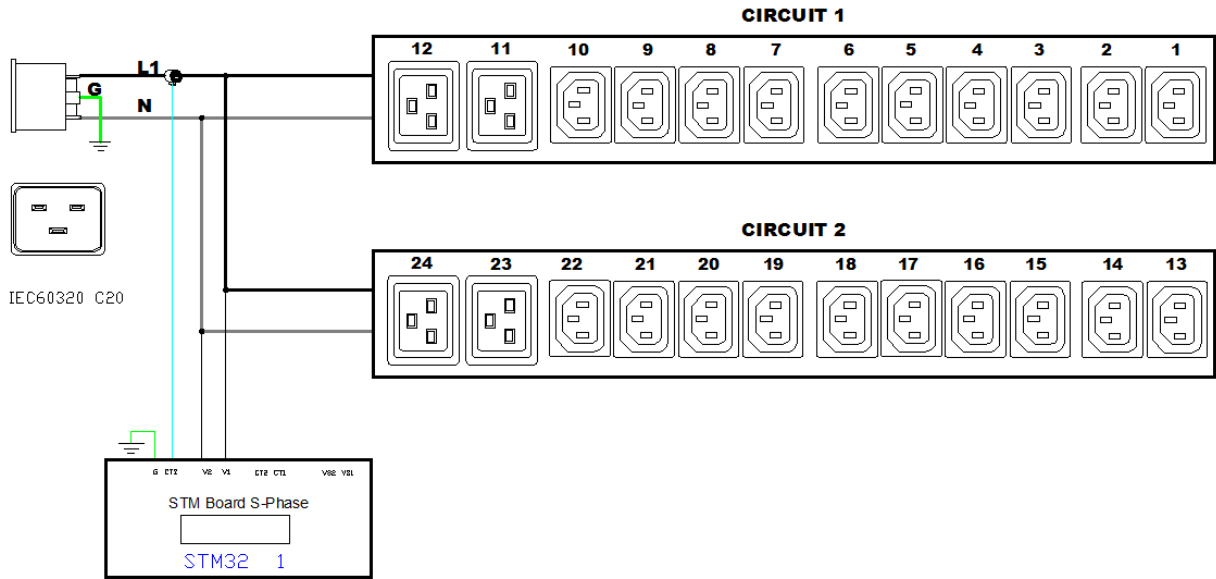 CIRCUIT 1
12 11 10 9 8 7 6 5 4 3 2 1
L1
G
N
CIRCUIT 2
24 23 22 21 20 19 18 17 16 15 14 13
IEC60320 C20
G V2 V1 CT2 CT1 VS2 VS1
STM Board S-Phase
STM32 1